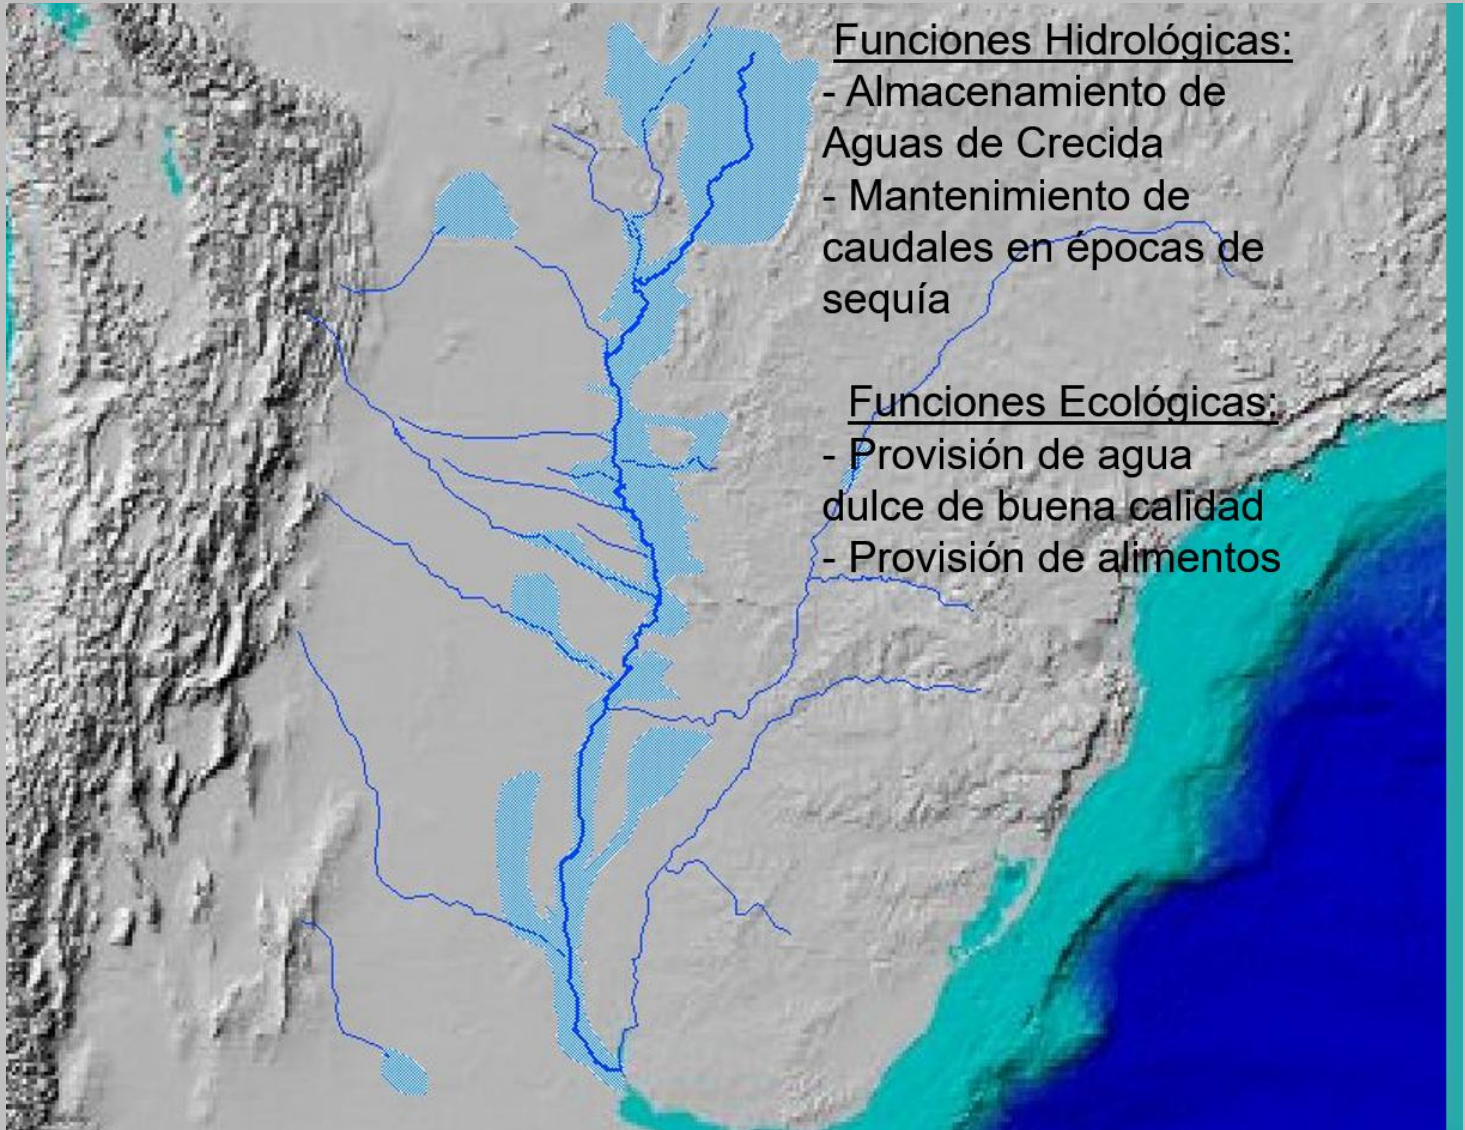 Funciones Hidrológicas:
- Almacenamiento de
Aguas de Crecida
- Mantenimiento de
caudales en épocas de
sequía
Funciones Ecológicas:
- Provisión de agua
dulce de buena calidad
- Provisión de alimentos